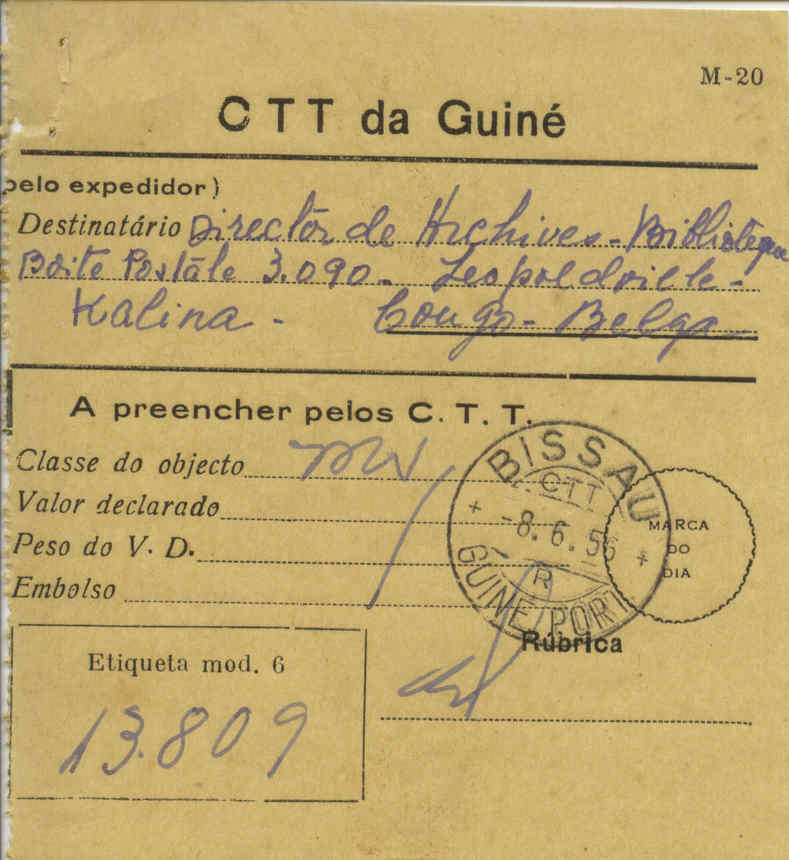 M-20
CTT da Guiné
pelo expedidor)
Destinatário Director de Archives-Biblioteque
Boite Postále 3.090- Leopoldville-
Kalina - Congo-Belga
A preencher pelos C. T. T.
Classe do objecto
Valor declarado
Peso do V. D.
Embolso
BISSAU
CTT
-8.6.56
R
GUINÉ PORT.
MARCA
DO
DIA
Rúbrica
Etiqueta mod. 6
13.809